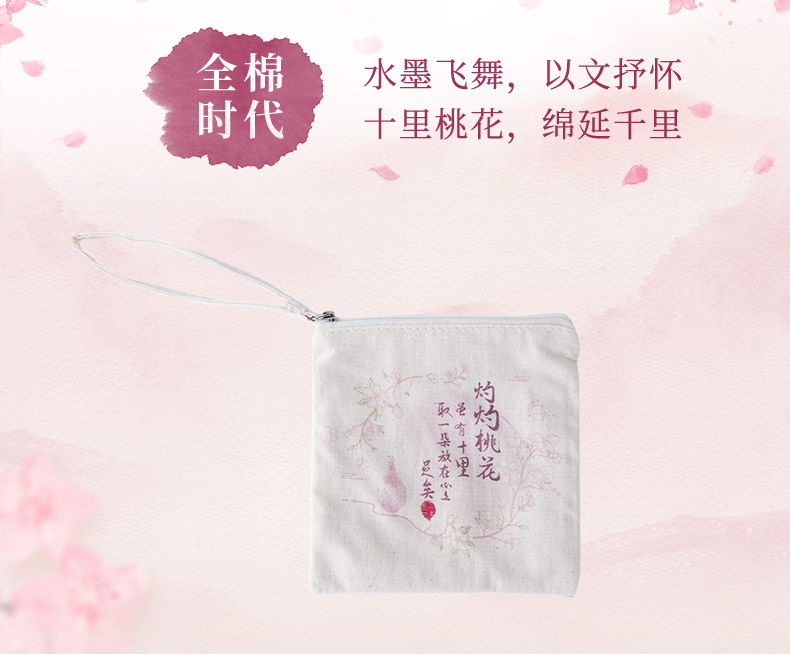 全棉
时代
水墨飞舞，以文抒怀
十里桃花，绵延千里
灼灼桃花
虽有十里
取一朵放在心上
足矣